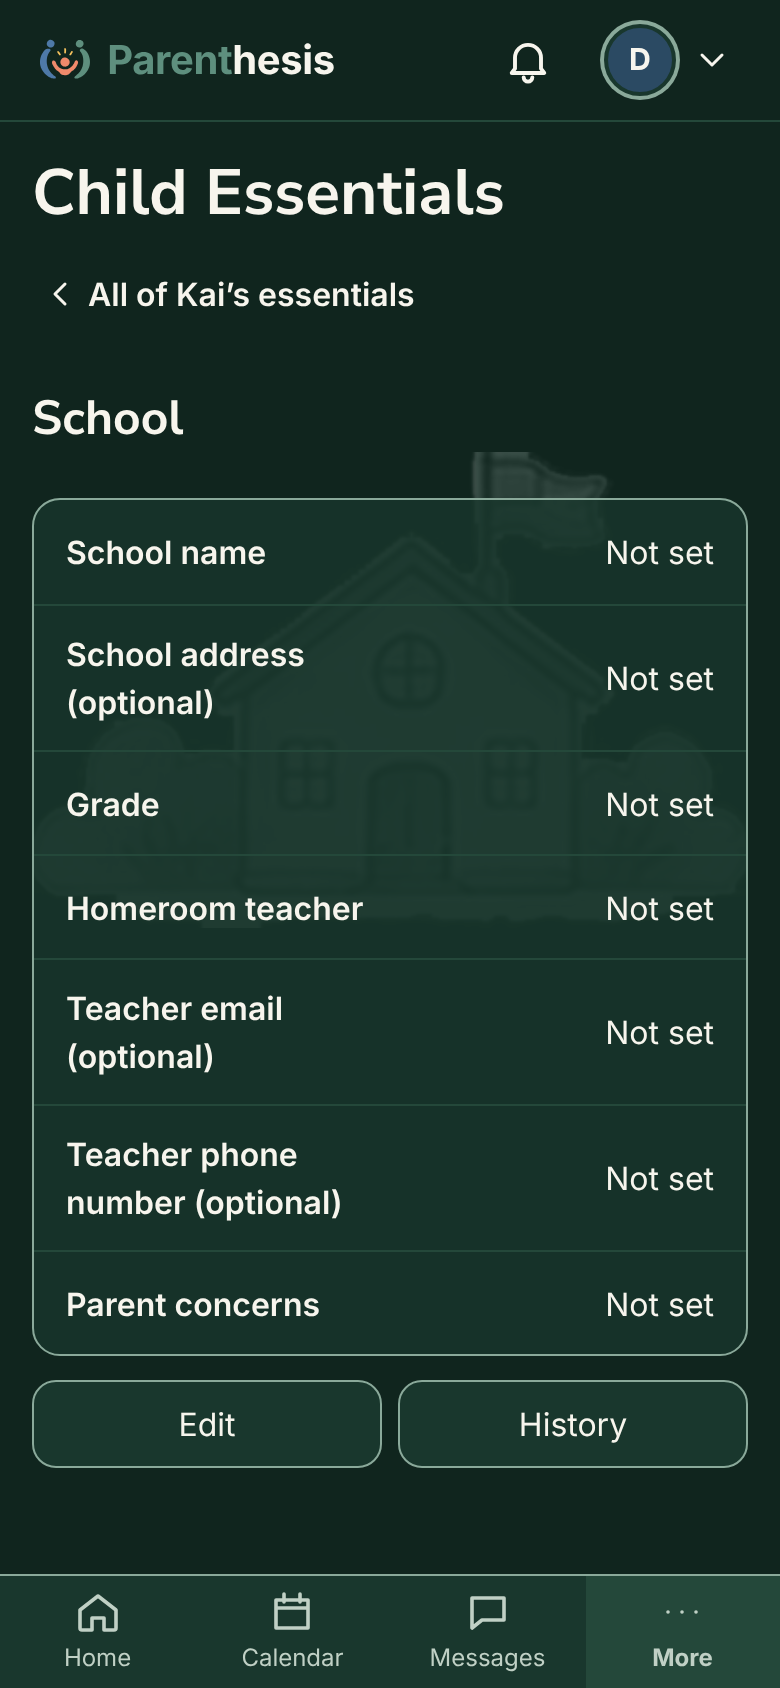 Parenthesis
D
Child Essentials
All of Kai’s essentials
School
School name Not set
School address
(optional) Not set
Grade Not set
Homeroom teacher Not set
Teacher email
(optional) Not set
Teacher phone
number (optional) Not set
Parent concerns Not set
Edit History
Home Calendar Messages More